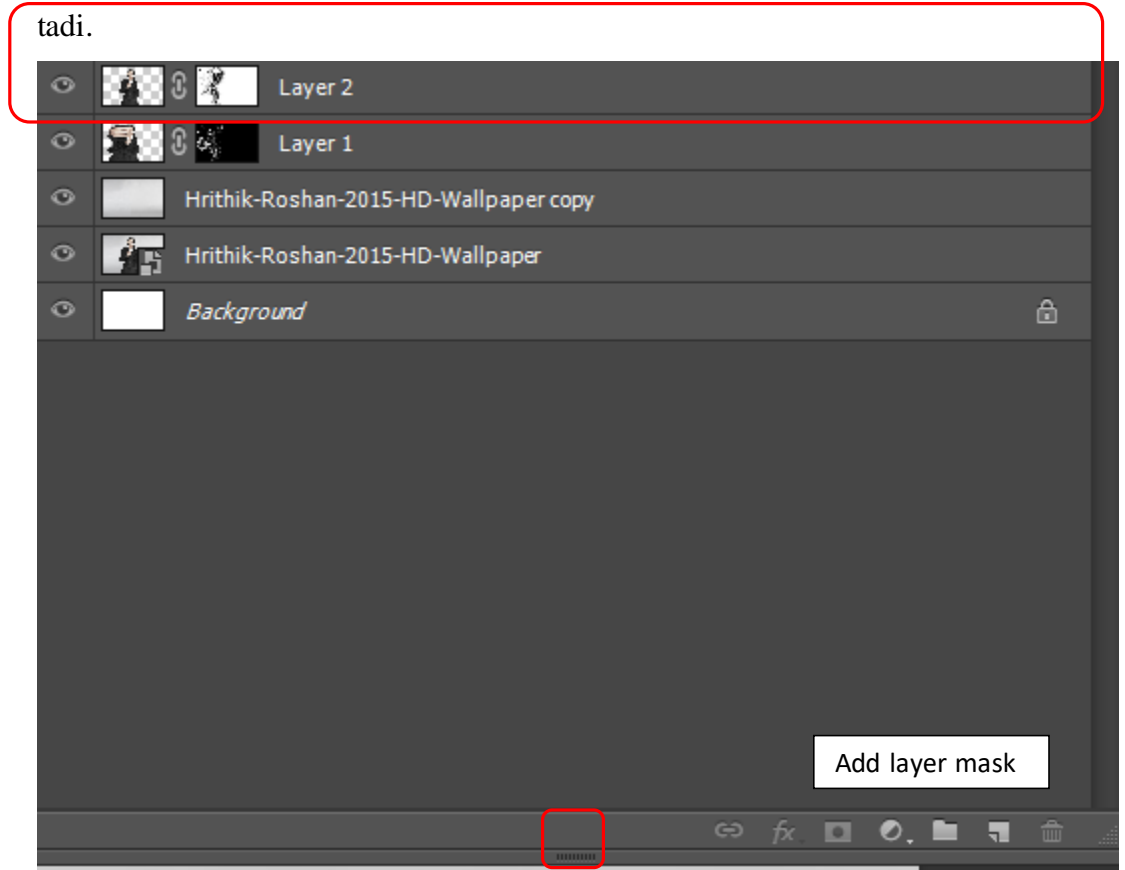 tadi.
Layer 2
Layer 1
Hrithik-Roshan-2015-HD-Wallpaper copy
Hrithik-Roshan-2015-HD-Wallpaper
Background
Add layer mask
fx